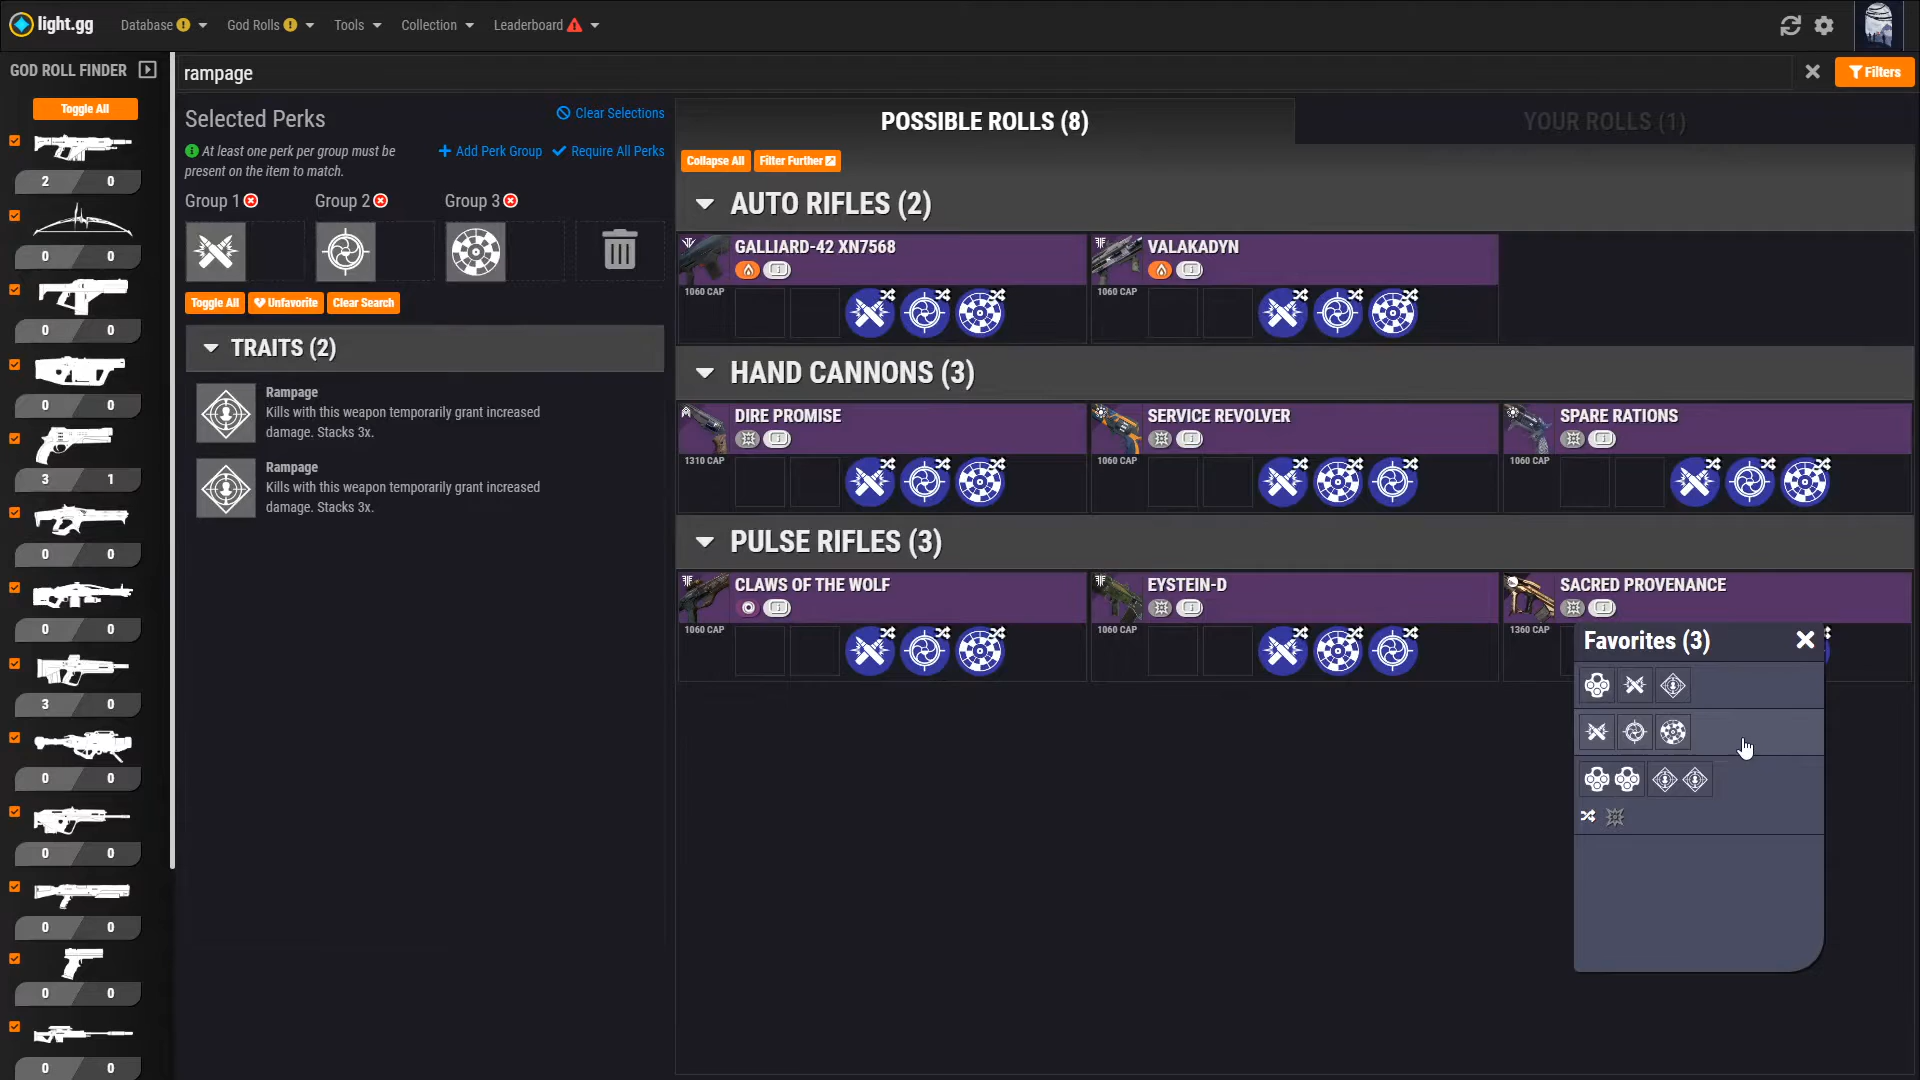 light.gg
Database
God Rolls
Tools
Collection
Leaderboard
GOD ROLL FINDER
rampage
Filters
Toggle All
2 0
0 0
0 0
0 0
3 1
0 0
0 0
3 0
0 0
0 0
0 0
0 0
0 0
Selected Perks
Clear Selections
At least one perk per group must be
present on the item to match.
Add Perk Group
Require All Perks
Group 1
Group 2
Group 3
Toggle All
Unfavorite
Clear Search
TRAITS (2)
Rampage
Kills with this weapon temporarily grant increased
damage. Stacks 3x.
Rampage
Kills with this weapon temporarily grant increased
damage. Stacks 3x.
POSSIBLE ROLLS (8)
YOUR ROLLS (1)
Collapse All
Filter Further
AUTO RIFLES (2)
GALLIARD-42 XN7568
1060 CAP
VALAKADYN
1060 CAP
HAND CANNONS (3)
DIRE PROMISE
1310 CAP
SERVICE REVOLVER
1060 CAP
SPARE RATIONS
1060 CAP
PULSE RIFLES (3)
CLAWS OF THE WOLF
1060 CAP
EYSTEIN-D
1060 CAP
SACRED PROVENANCE
1360 CAP
Favorites (3)